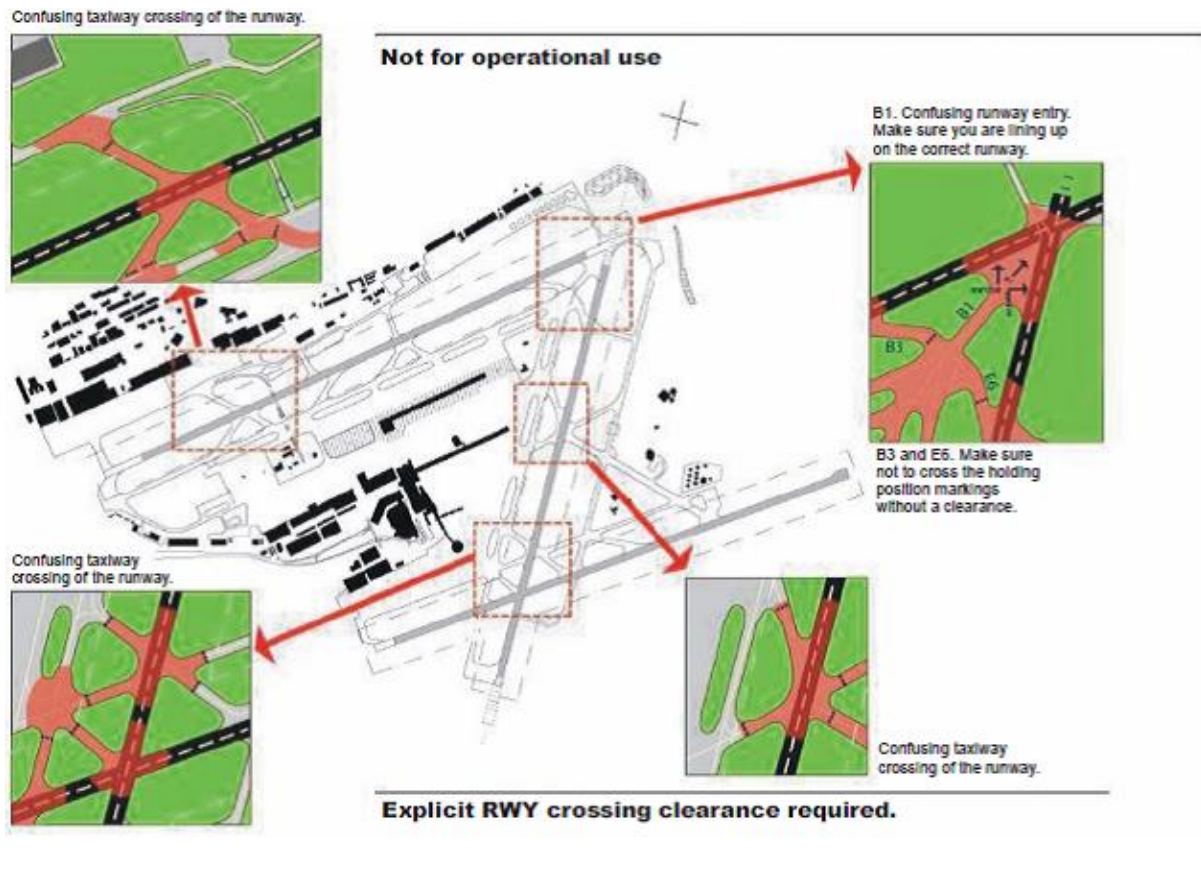 Confusing taxiway crossing of the runway.
Not for operational use
B1. Confusing runway entry.
Make sure you are lining up
on the correct runway.
B1
B3
E6
B3 and E6. Make sure
not to cross the holding
position markings
without a clearance.
Confusing taxiway
crossing of the runway.
Confusing taxiway
crossing of the runway.
Explicit RWY crossing clearance required.